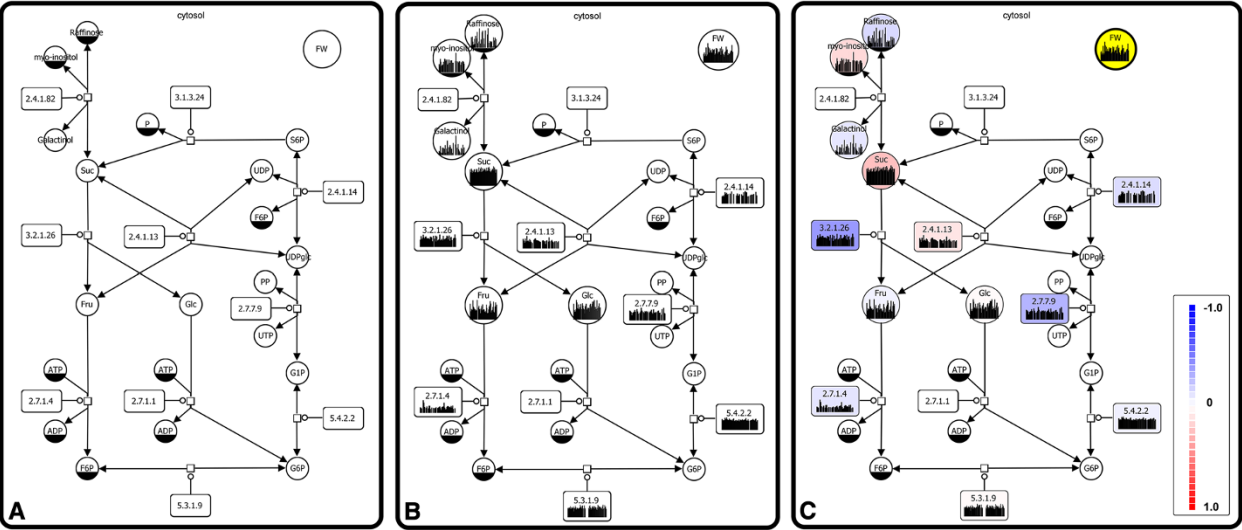 cytosol
Raffinose
myo-inositol
FW
2.4.1.82
3.1.3.24
P
Galactinol
S6P
Suc
UDP
2.4.1.14
F6P
3.2.1.26
2.4.1.13
UDPglc
PP
Fru
Glc
2.7.7.9
UTP
ATP
ATP
G1P
2.7.1.4
2.7.1.1
5.4.2.2
ADP
ADP
F6P
G6P
5.3.1.9
A
cytosol
Raffinose
myo-inositol
FW
2.4.1.82
3.1.3.24
P
Galactinol
S6P
Suc
UDP
2.4.1.14
F6P
3.2.1.26
2.4.1.13
UDPglc
PP
Fru
Glc
2.7.7.9
UTP
ATP
ATP
G1P
2.7.1.4
2.7.1.1
5.4.2.2
ADP
ADP
F6P
G6P
5.3.1.9
B
cytosol
Raffinose
myo-inositol
FW
2.4.1.82
3.1.3.24
P
Galactinol
S6P
Suc
UDP
2.4.1.14
F6P
3.2.1.26
2.4.1.13
UDPglc
PP
Fru
Glc
2.7.7.9
UTP
ATP
ATP
G1P
2.7.1.4
2.7.1.1
5.4.2.2
ADP
ADP
F6P
G6P
5.3.1.9
-1.0
0
1.0
C